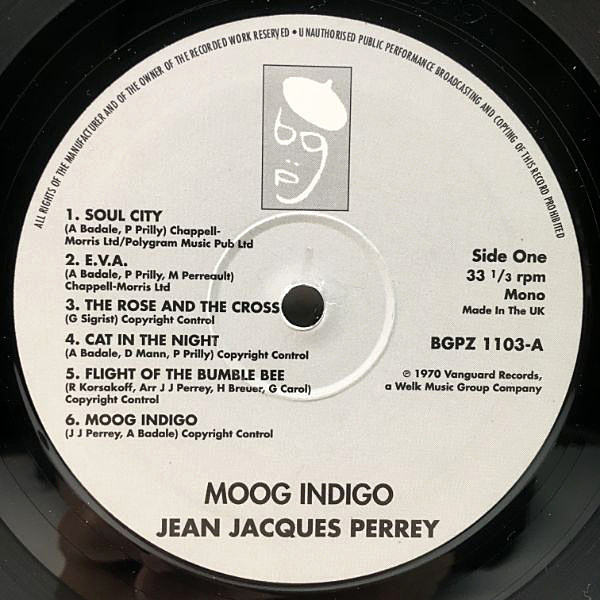 ALL RIGHTS OF THE MANUFACTURER AND OF THE OWNER OF THE RECORDED WORK RESERVED • UNAUTHORISED PUBLIC PERFORMANCE BROADCASTING AND COPYING OF THIS RECORD PROHIBITED
bgp
1. SOUL CITY
(A Badale, P Prilly) Chappell-
Morris Ltd/Polygram Music Pub Ltd
2. E.V.A.
(A Badale, P Prilly, M Perreault)
Chappell-Morris Ltd
3. THE ROSE AND THE CROSS
(G Sigrist) Copyright Control
4. CAT IN THE NIGHT
(A Badale, D Mann, P Prilly) Copyright Control
5. FLIGHT OF THE BUMBLE BEE
(R Korsakoff, Arr J J Perrey, H Breuer, G Carol)
Copyright Control
6. MOOG INDIGO
(J J Perrey, A Badale) Copyright Control
Side One
33 1/3 rpm
Mono
Made In The UK
BGPZ 1103-A
℗ 1970 Vanguard Records,
a Welk Music Group Company
MOOG INDIGO
JEAN JACQUES PERREY